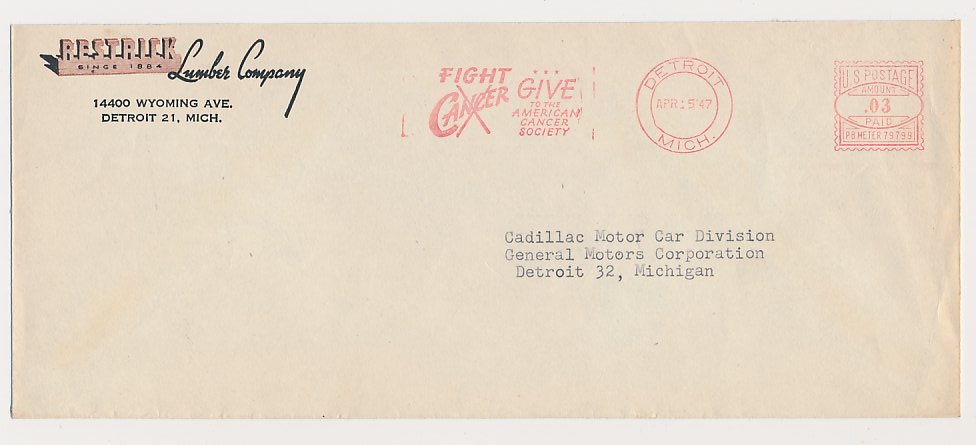 RESTRICK
SINCE 1884
Lumber Company
14400 WYOMING AVE.
DETROIT 21, MICH.
FIGHT
CANCER
GIVE
TO THE
AMERICAN
CANCER
SOCIETY
DETROIT
APR 15 '47
MICH.
U.S. POSTAGE
AMOUNT
.03
PAID
P.B. METER 79799
Cadillac Motor Car Division
General Motors Corporation
Detroit 32, Michigan